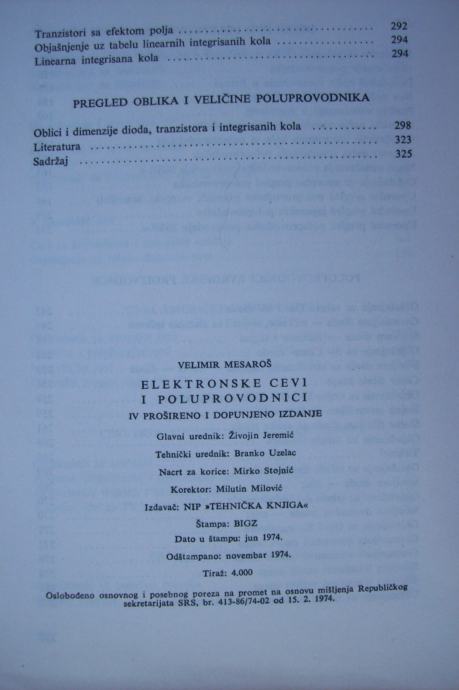 Tranzistori sa efektom polja . . . . . . . . . . . . . . . . . . . . . . . . . . . . . 292
Objašnjenje uz tabelu linearnih integrisanih kola . . . . . . . . . . . . . . . . 294
Linearna integrisana kola . . . . . . . . . . . . . . . . . . . . . . . . . . . . . . . 294
PREGLED OBLIKA I VELIČINE POLUPROVODNIKA
Oblici i dimenzije dioda, tranzistora i integrisanih kola . . . . . . . . . . . 298
Literatura . . . . . . . . . . . . . . . . . . . . . . . . . . . . . . . . . . . . . . . . 323
Sadržaj . . . . . . . . . . . . . . . . . . . . . . . . . . . . . . . . . . . . . . . . . . 325
VELIMIR MESAROŠ
ELEKTRONSKE CEVI
I POLUPROVODNICI
IV PROŠIRENO I DOPUNJENO IZDANJE
Glavni urednik: Živojin Jeremić
Tehnički urednik: Branko Uzelac
Nacrt za korice: Mirko Stojnić
Korektor: Milutin Milović
Izdavač: NIP »TEHNIČKA KNJIGA«
Štampa: BIGZ
Dato u štampu: jun 1974.
Odštampano: novembar 1974.
Tiraž: 4.000
Oslobođeno osnovnog i posebnog poreza na promet na osnovu mišljenja Republičkog
sekretarijata SRS, br. 413-86/74-02 od 15. 2. 1974.